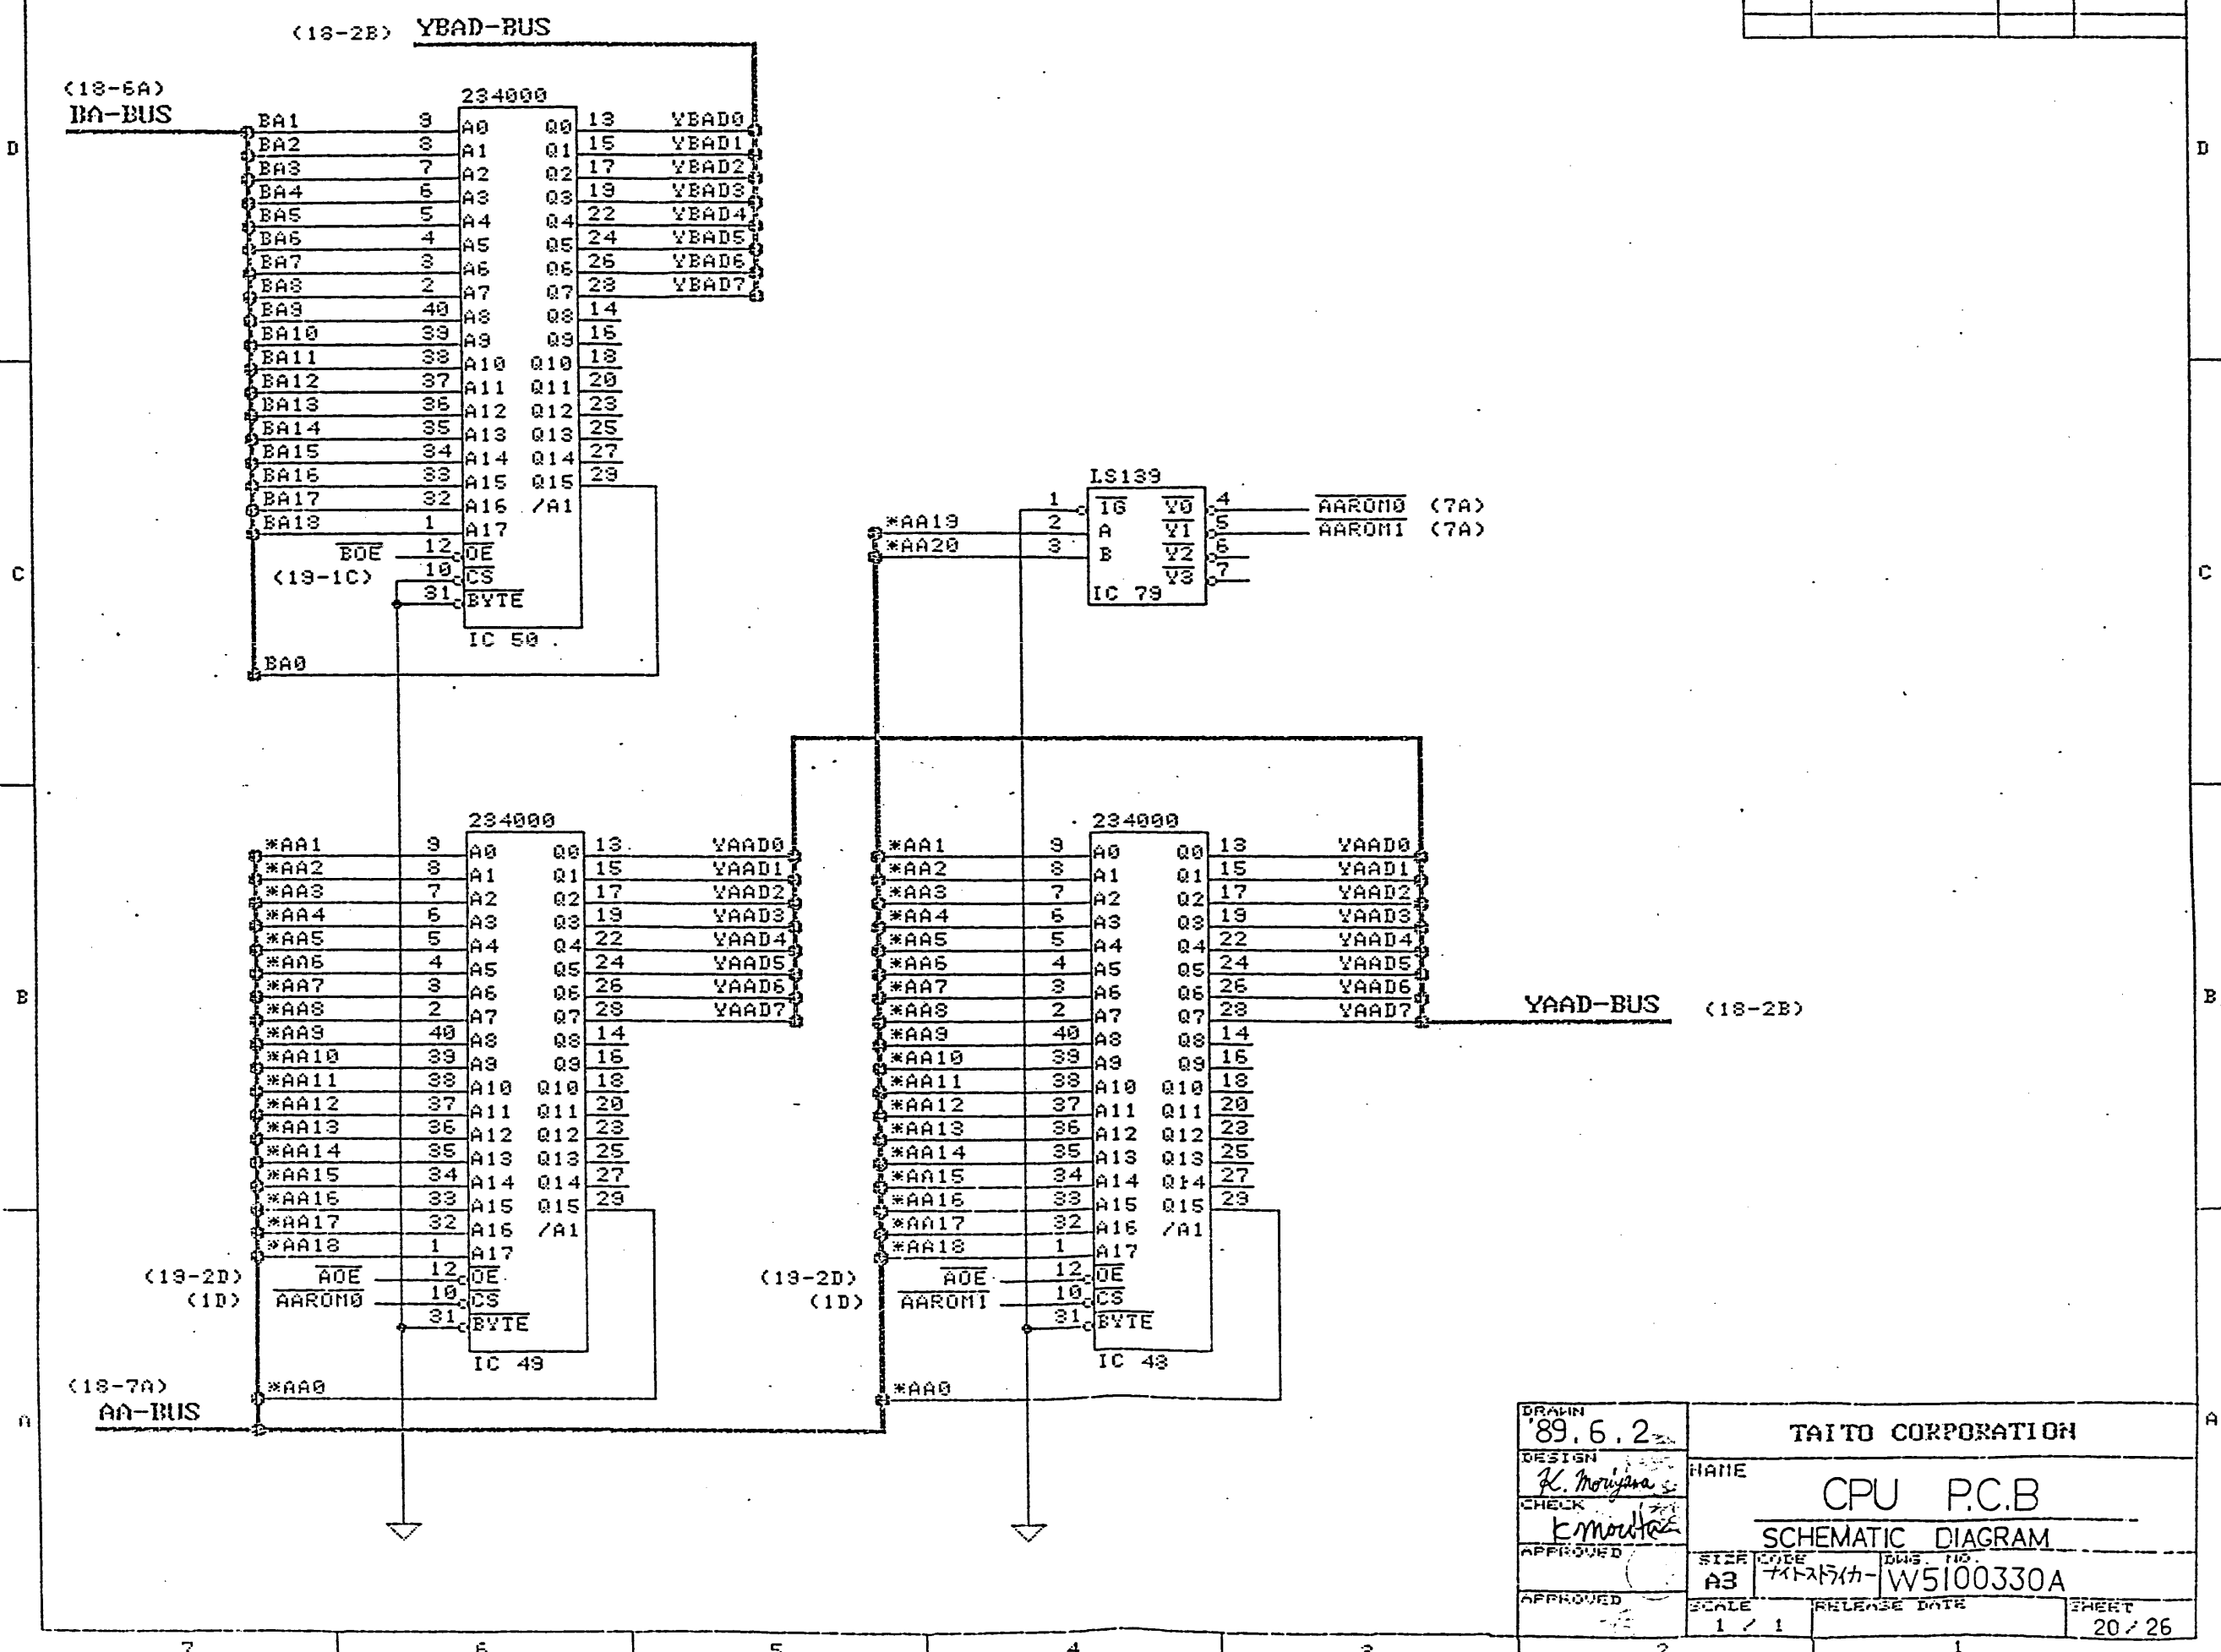 (18-2B) YBAD-BUS
(18-6A)
BA-BUS
234000
BA1 9 A0 Q0 13 YBAD0
BA2 8 A1 Q1 15 YBAD1
BA3 7 A2 Q2 17 YBAD2
BA4 6 A3 Q3 19 YBAD3
BA5 5 A4 Q4 22 YBAD4
BA6 4 A5 Q5 24 YBAD5
BA7 3 A6 Q6 26 YBAD6
BA8 2 A7 Q7 28 YBAD7
BA9 40 A8 Q8 14
BA10 39 A9 Q9 16
BA11 38 A10 Q10 18
BA12 37 A11 Q11 20
BA13 36 A12 Q12 23
BA14 35 A13 Q13 25
BA15 34 A14 Q14 27
BA16 33 A15 Q15 29
BA17 32 A16 /A1
BA18 1 A17
BOE 12 OE
(19-1C) 10 CS
31 BYTE
IC 50
BA0
LS139
1 1G Y0 4 AAROM0 (7A)
*AA19 2 A Y1 5 AAROM1 (7A)
*AA20 3 B Y2 6
Y3 7
IC 79
234000
*AA1 9 A0 Q0 13 YAAD0
*AA2 8 A1 Q1 15 YAAD1
*AA3 7 A2 Q2 17 YAAD2
*AA4 6 A3 Q3 19 YAAD3
*AA5 5 A4 Q4 22 YAAD4
*AA6 4 A5 Q5 24 YAAD5
*AA7 3 A6 Q6 26 YAAD6
*AA8 2 A7 Q7 28 YAAD7
*AA9 40 A8 Q8 14
*AA10 39 A9 Q9 16
*AA11 38 A10 Q10 18
*AA12 37 A11 Q11 20
*AA13 36 A12 Q12 23
*AA14 35 A13 Q13 25
*AA15 34 A14 Q14 27
*AA16 33 A15 Q15 29
*AA17 32 A16 /A1
*AA18 1 A17
(19-2D) AOE 12 OE
(1D) AAROM0 10 CS
31 BYTE
IC 49
*AA0
(18-7A)
AA-BUS
234000
*AA1 9 A0 Q0 13 YAAD0
*AA2 8 A1 Q1 15 YAAD1
*AA3 7 A2 Q2 17 YAAD2
*AA4 6 A3 Q3 19 YAAD3
*AA5 5 A4 Q4 22 YAAD4
*AA6 4 A5 Q5 24 YAAD5
*AA7 3 A6 Q6 26 YAAD6
*AA8 2 A7 Q7 28 YAAD7
*AA9 40 A8 Q8 14
*AA10 39 A9 Q9 16
*AA11 38 A10 Q10 18
*AA12 37 A11 Q11 20
*AA13 36 A12 Q12 23
*AA14 35 A13 Q13 25
*AA15 34 A14 Q14 27
*AA16 33 A15 Q15 29
*AA17 32 A16 /A1
*AA18 1 A17
(19-2D) AOE 12 OE
(1D) AAROM1 10 CS
31 BYTE
IC 48
*AA0
YAAD-BUS (18-2B)
D
C
B
A
D
C
B
A
DRAWN
'89.6.2
DESIGN
K. Moriyama
CHECK
K morita
APPROVED
APPROVED
TAITO CORPORATION
NAME
CPU P.C.B
SCHEMATIC DIAGRAM
SIZE
A3
CODE
ナイトストライカー
DWG. NO.
W5100330A
SCALE
1 / 1
RELEASE DATE
SHEET
20 / 26
7 6 5 4 3 2 1